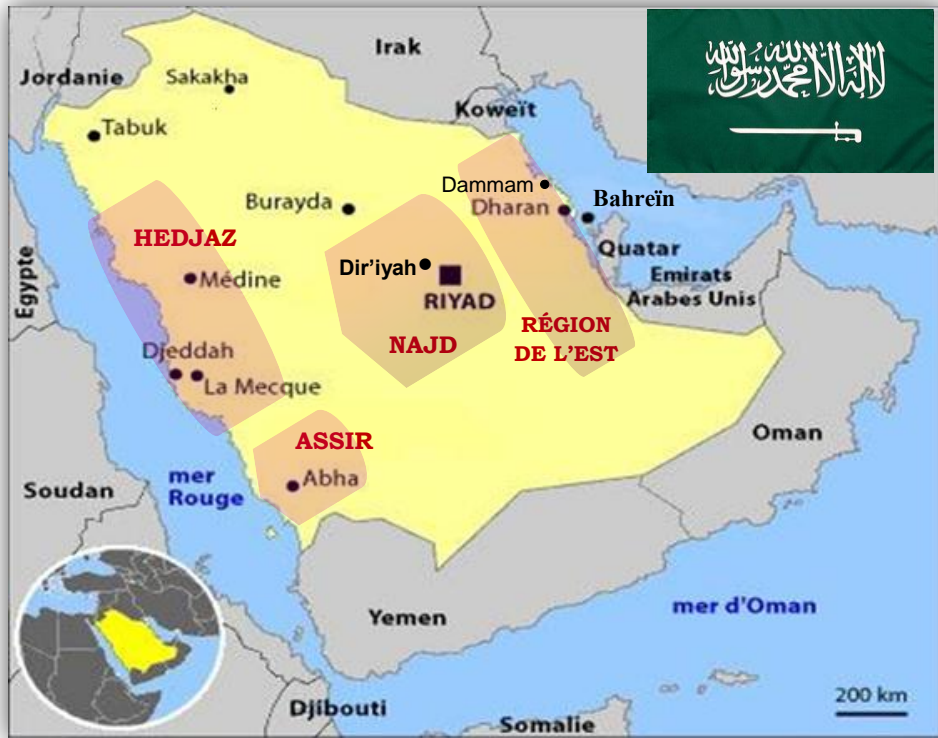 Irak
Jordanie
Sakakha
Koweït
Tabuk
لا إله إلا الله محمد رسول الله
Dammam
Burayda
Dharan
Bahreïn
HEDJAZ
Quatar
Egypte
Médine
Dir'iyah
Emirats
Arabes Unis
RIYAD
RÉGION
DE L'EST
NAJD
Djeddah
La Mecque
ASSIR
Oman
Abha
mer
Rouge
Soudan
Yemen
mer d'Oman
200 km
Djibouti
Somalie